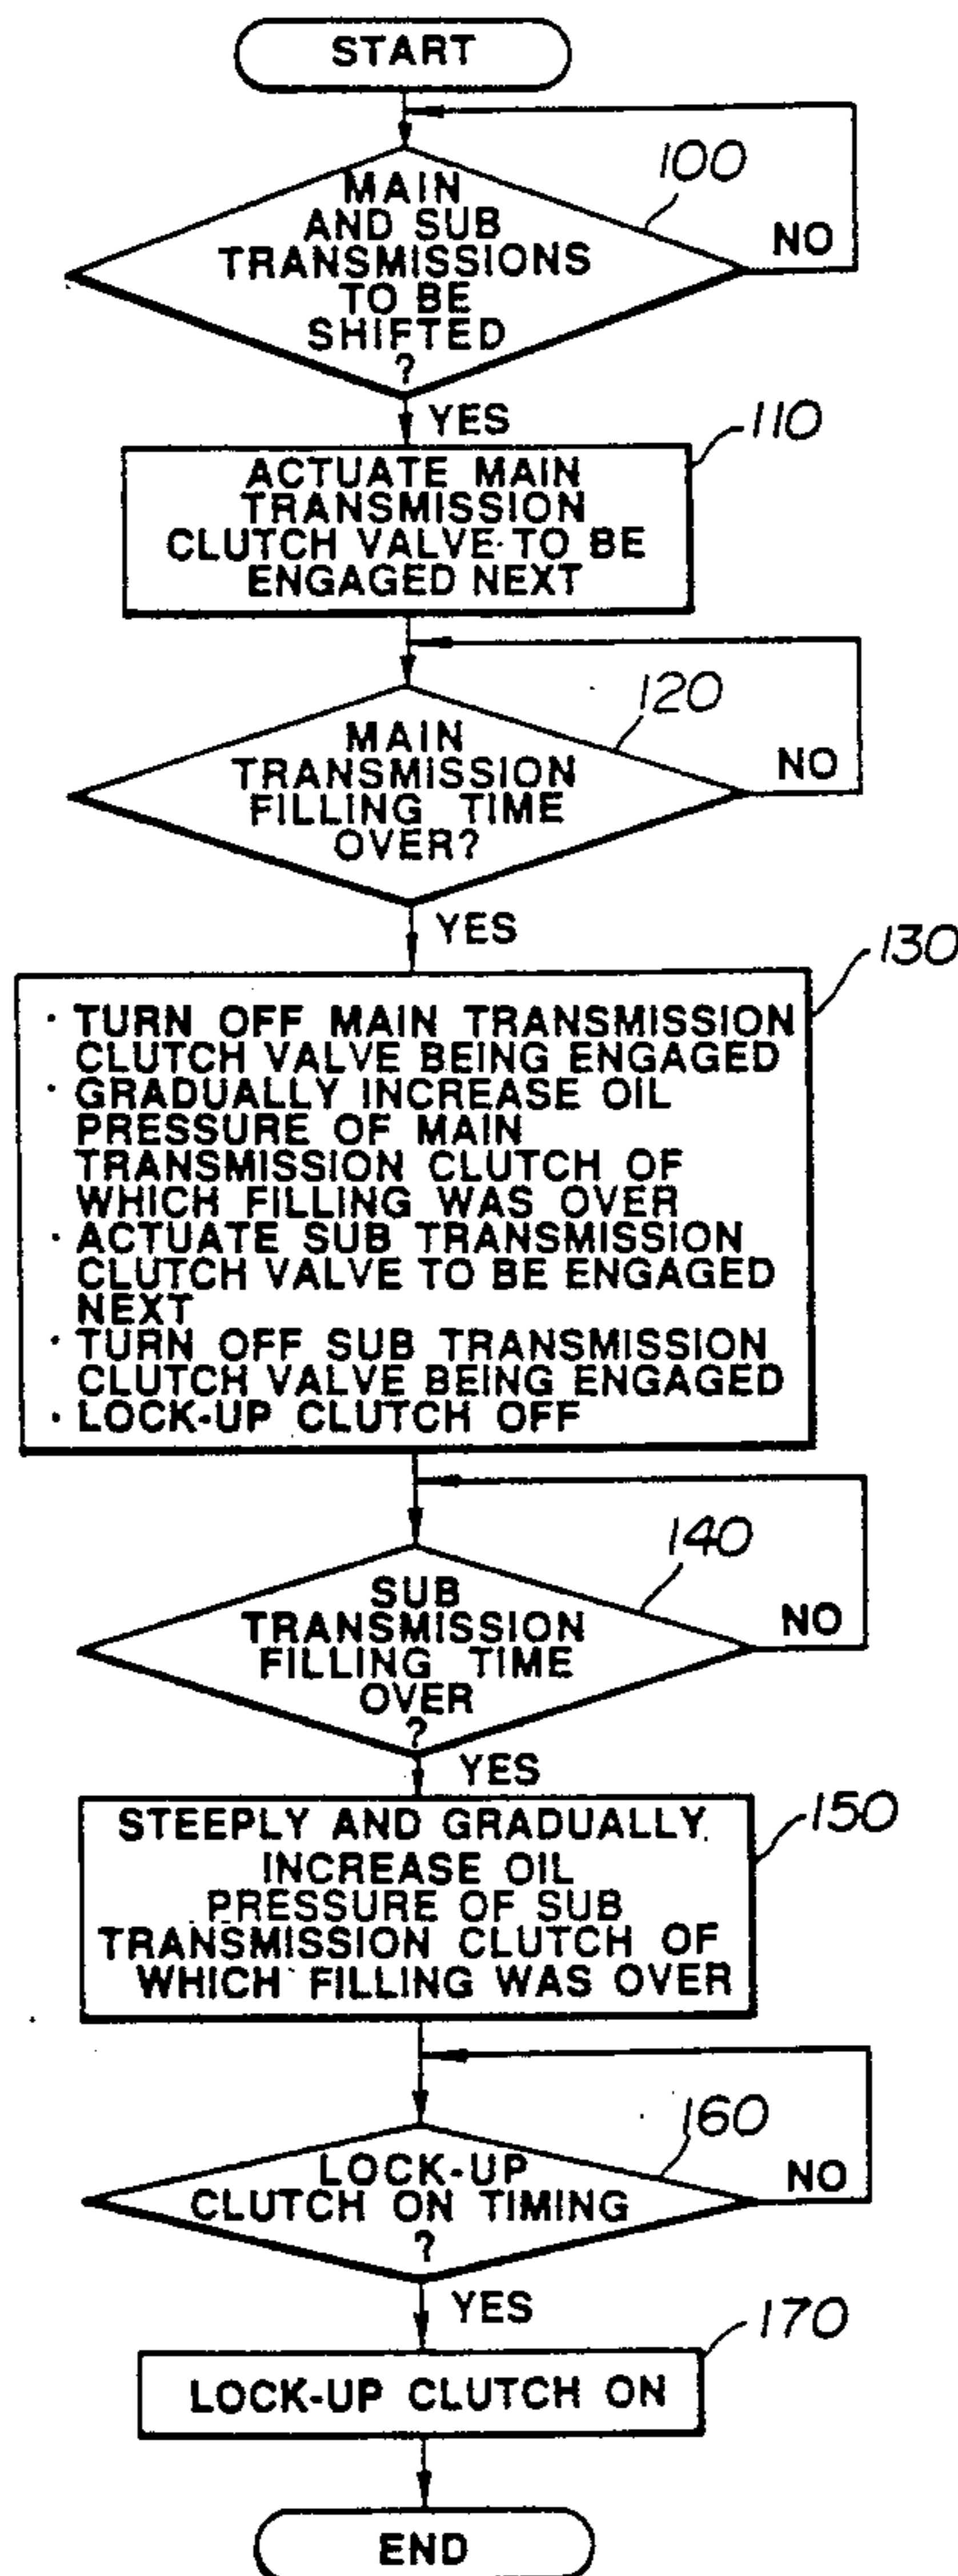 START
100
MAIN
AND SUB
TRANSMISSIONS
TO BE
SHIFTED
?
NO
YES
110
ACTUATE MAIN
TRANSMISSION
CLUTCH VALVE TO BE
ENGAGED NEXT
120
MAIN
TRANSMISSION
FILLING TIME
OVER?
NO
YES
130
· TURN OFF MAIN TRANSMISSION
CLUTCH VALVE BEING ENGAGED
· GRADUALLY INCREASE OIL
PRESSURE OF MAIN
TRANSMISSION CLUTCH OF
WHICH FILLING WAS OVER
· ACTUATE SUB TRANSMISSION
CLUTCH VALVE TO BE ENGAGED
NEXT
· TURN OFF SUB TRANSMISSION
CLUTCH VALVE BEING ENGAGED
· LOCK-UP CLUTCH OFF
140
SUB
TRANSMISSION
FILLING TIME
OVER
?
NO
YES
150
STEEPLY AND GRADUALLY
INCREASE OIL
PRESSURE OF SUB
TRANSMISSION CLUTCH OF
WHICH FILLING WAS OVER
160
LOCK-UP
CLUTCH ON TIMING
?
NO
YES
170
LOCK-UP CLUTCH ON
END